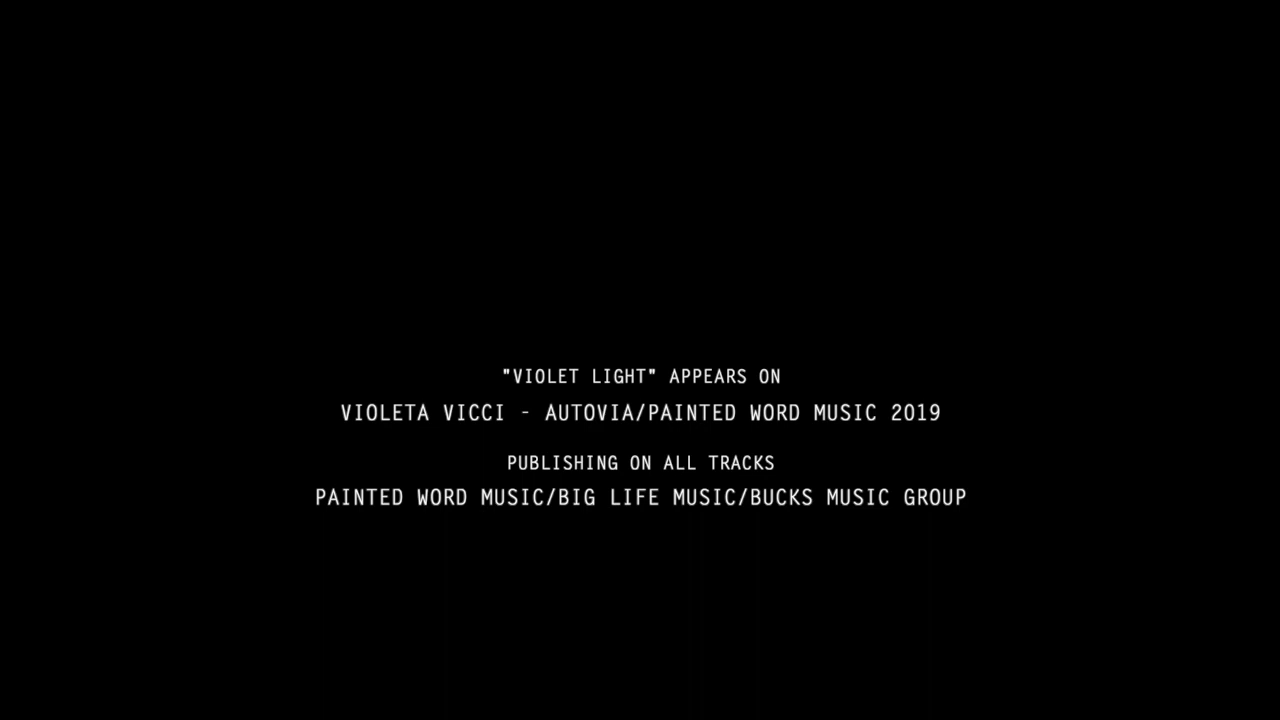 "VIOLET LIGHT" APPEARS ON
VIOLETA VICCI - AUTOVIA/PAINTED WORD MUSIC 2019
PUBLISHING ON ALL TRACKS
PAINTED WORD MUSIC/BIG LIFE MUSIC/BUCKS MUSIC GROUP